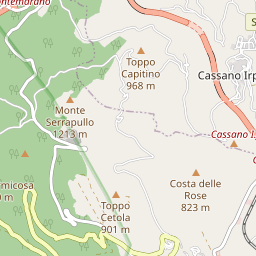 ontemarano
S
Toppo
Capitino
968 m
Cassano Irp
Monte
Serrapullo
1213 m
Cassano I
micosa
m
Costa delle
Rose
823 m
Toppo
Cetola
901 m